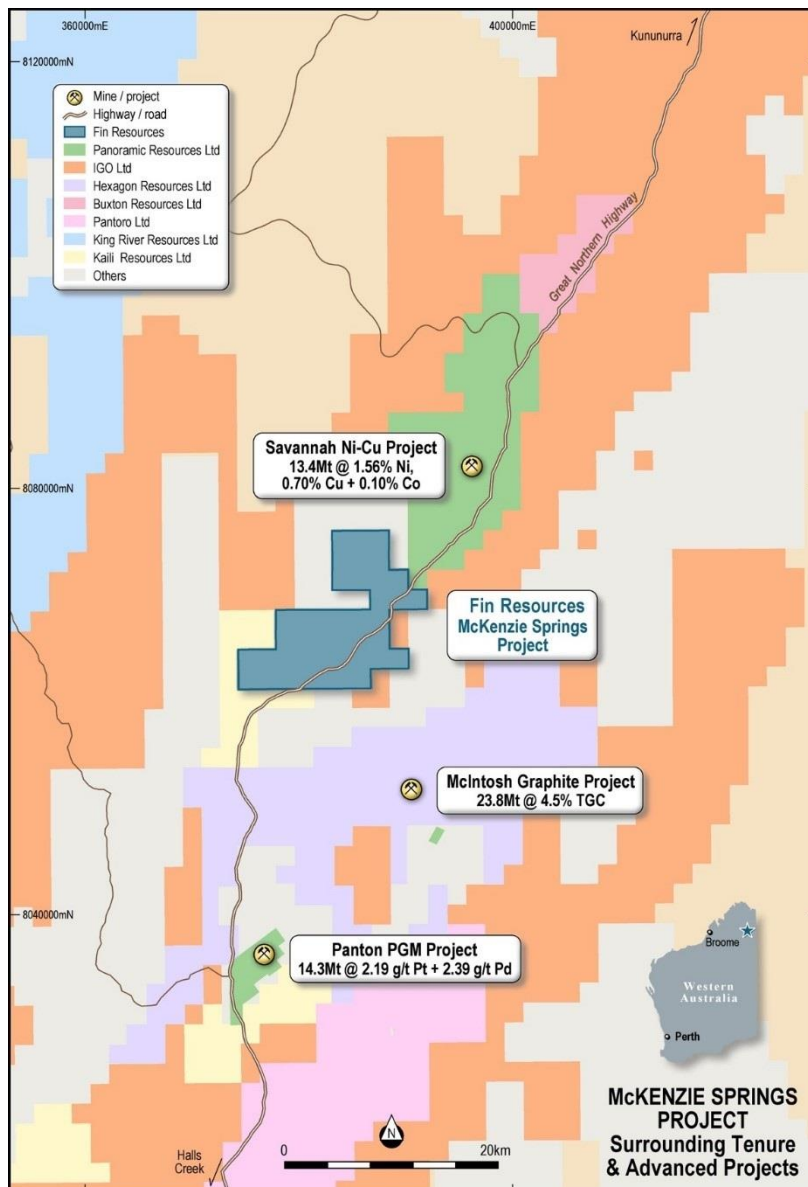 360000mE
400000mE
Kununurra
8120000mN
Mine / project
Highway / road
Fin Resources
Panoramic Resources Ltd
IGO Ltd
Hexagon Resources Ltd
Buxton Resources Ltd
Pantoro Ltd
King River Resources Ltd
Kaili Resources Ltd
Others
Great Northern Highway
Savannah Ni-Cu Project
13.4Mt @ 1.56% Ni,
0.70% Cu + 0.10% Co
8080000mN
Fin Resources
McKenzie Springs
Project
McIntosh Graphite Project
23.8Mt @ 4.5% TGC
8040000mN
Panton PGM Project
14.3Mt @ 2.19 g/t Pt + 2.39 g/t Pd
Broome
Western
Australia
Perth
McKENZIE SPRINGS
PROJECT
Surrounding Tenure
& Advanced Projects
Halls
Creek
N
0
20km